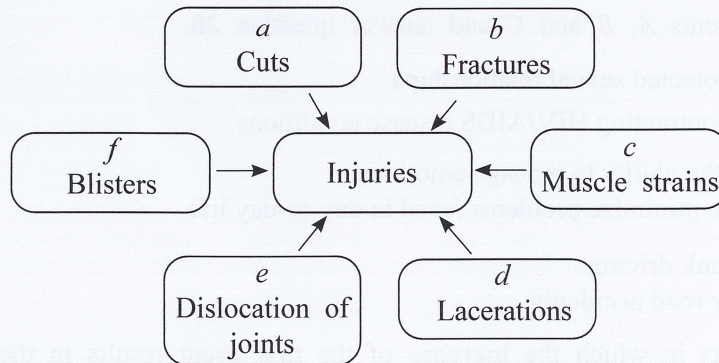 a
Cuts
b
Fractures
f
Blisters
Injuries
c
Muscle strains
e
Dislocation of
joints
d
Lacerations